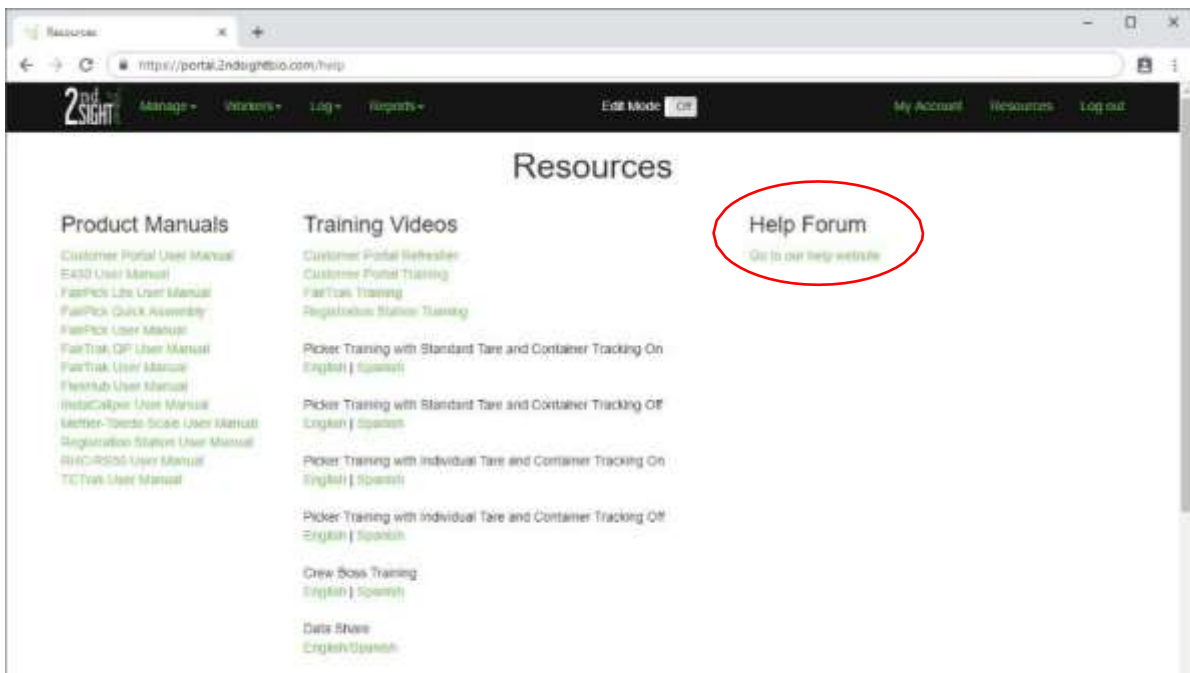 Resources
https://portal.2ndsightbio.com/help
2nd SIGHT Manage Workers Log Reports Edit Mode Off My Account Resources Log out
Resources
Product Manuals
Customer Portal User Manual
E450 User Manual
FairPick Lite User Manual
FairPick Quick Assembly
FairPick User Manual
FairTrak QP User Manual
FairTrak User Manual
FlexHub User Manual
InstaCaliper User Manual
Mettler-Toledo Scale User Manual
Registration Station User Manual
User Manual
TCTrak User Manual
Training Videos
Customer Portal Refresher
Customer Portal Training
FairTrak Training
Registration Station Training
Picker Training with Standard Tare and Container Tracking On
English | Spanish
Picker Training with Standard Tare and Container Tracking Off
English | Spanish
Picker Training with Individual Tare and Container Tracking On
English | Spanish
Picker Training with Individual Tare and Container Tracking Off
English | Spanish
Crew Boss Training
English | Spanish
Data Share
English/Spanish
Help Forum
Go to our help website